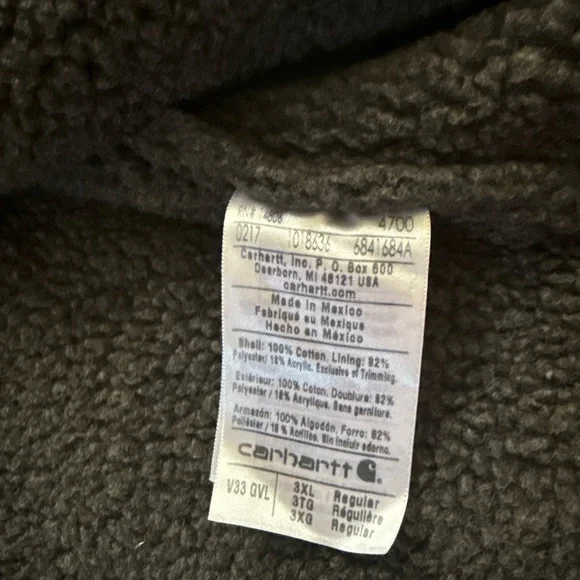 RN# 14806 4700
0217 1018636 6841684A
Carhartt, Inc. P. O. Box 600
Dearborn, MI 48121 USA
carhartt.com
Made in Mexico
Fabriqué au Mexique
Hecho en México
Shell: 100% Cotton. Lining: 82%
Polyester/ 18% Acrylic. Exclusive of Trimming.
Extérieur: 100% Coton. Doublure: 82%
Polyester / 18% Acrylique. Sans garniture.
Armazón: 100% Algodón. Forro: 82%
Poliéster / 18 % Acrílico. Sin incluir adorno.
carhartt
V33 GVL 3XL Regular
3TG Régulière
3XG Regular